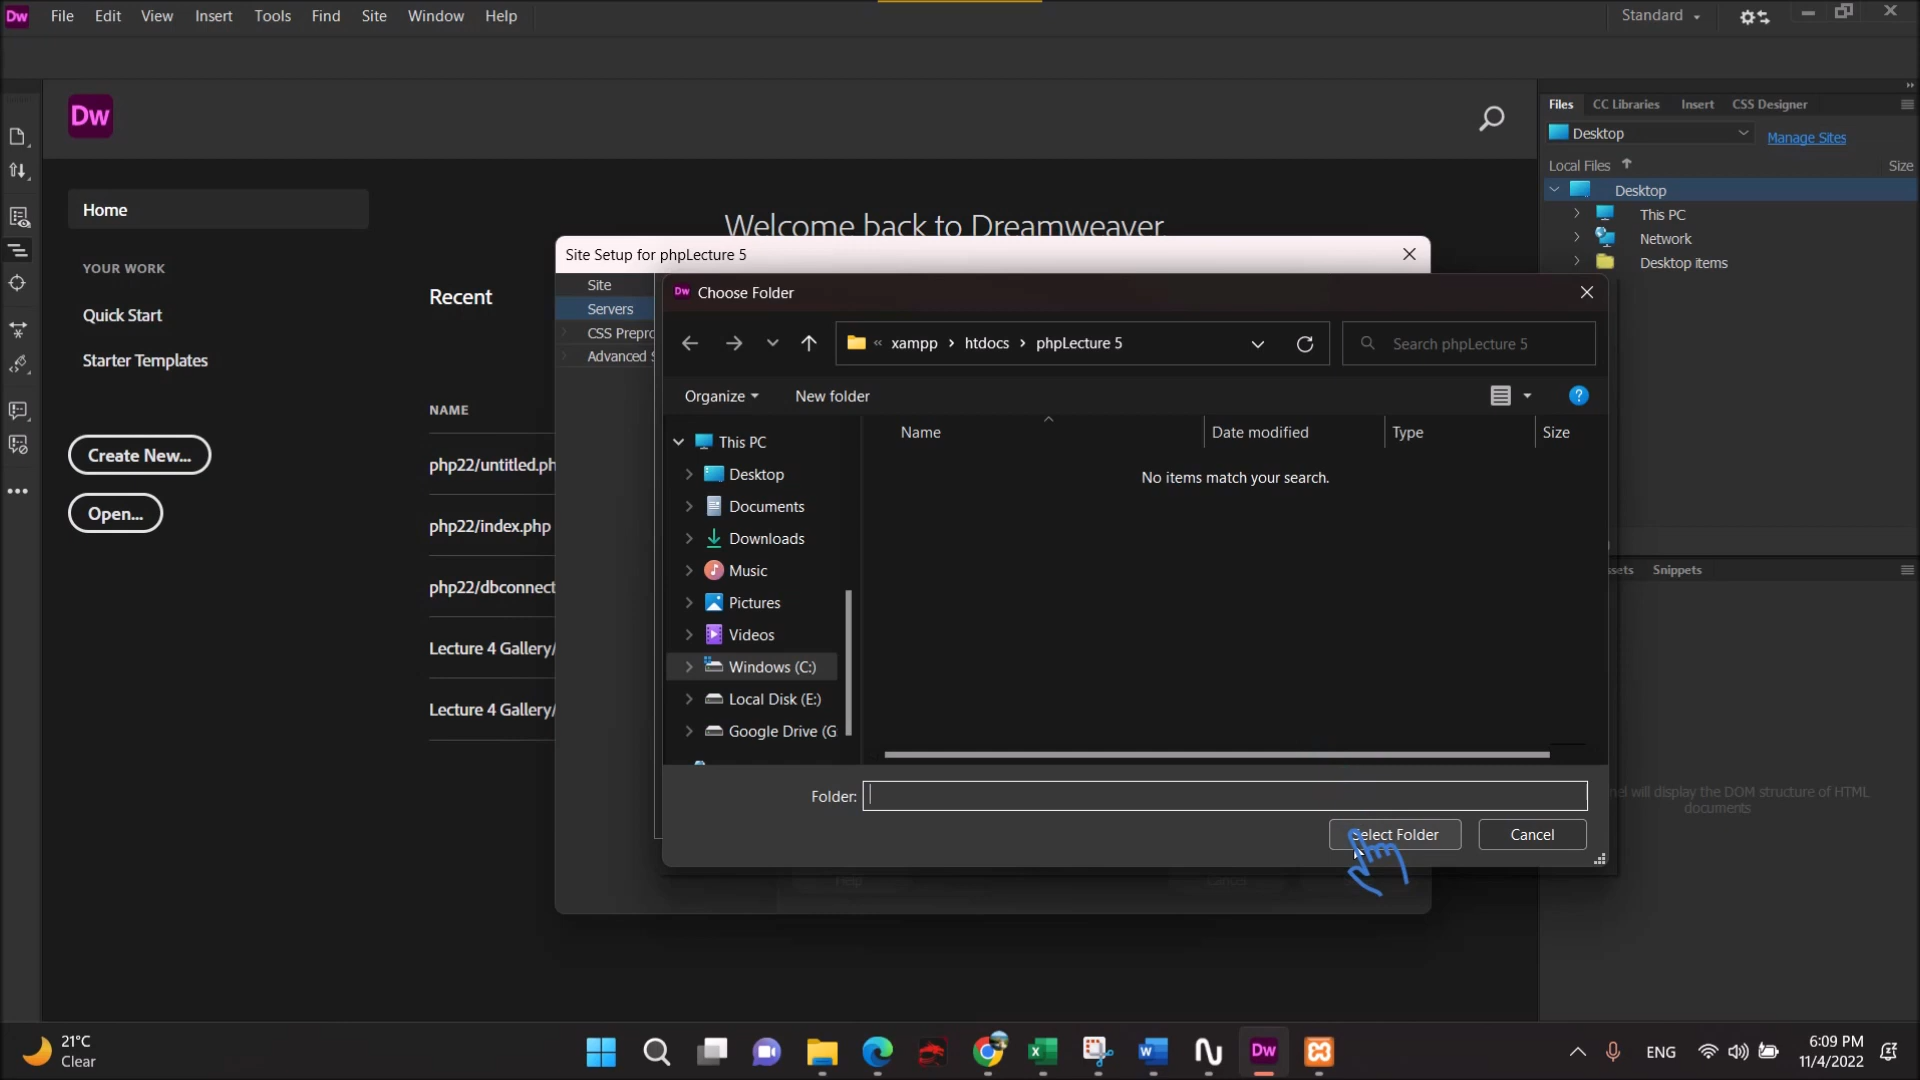 Dw File Edit View Insert Tools Find Site Window Help
Standard
Dw
Files CC Libraries Insert CSS Designer
Desktop
Manage Sites
Local Files
Size
Desktop
This PC
Network
Desktop items
Home
YOUR WORK
Quick Start
Starter Templates
Create New...
Open...
Welcome back to Dreamweaver.
Recent
NAME
php22/untitled.ph
php22/index.php
php22/dbconnect
Lecture 4 Gallery/
Lecture 4 Gallery/
Site Setup for phpLecture 5
Site
Servers
CSS Prepro
Advanced S
Dw Choose Folder
« xampp › htdocs › phpLecture 5
Search phpLecture 5
Organize
New folder
?
Name
Date modified
Type
Size
No items match your search.
This PC
Desktop
Documents
Downloads
Music
Pictures
Videos
Windows (C:)
Local Disk (E:)
Google Drive (G
Folder:
Select Folder
Cancel
Help
Cancel
ssets
Snippets
nel will display the DOM structure of HTML
documents
21°C
Clear
Dw
ENG
6:09 PM
11/4/2022